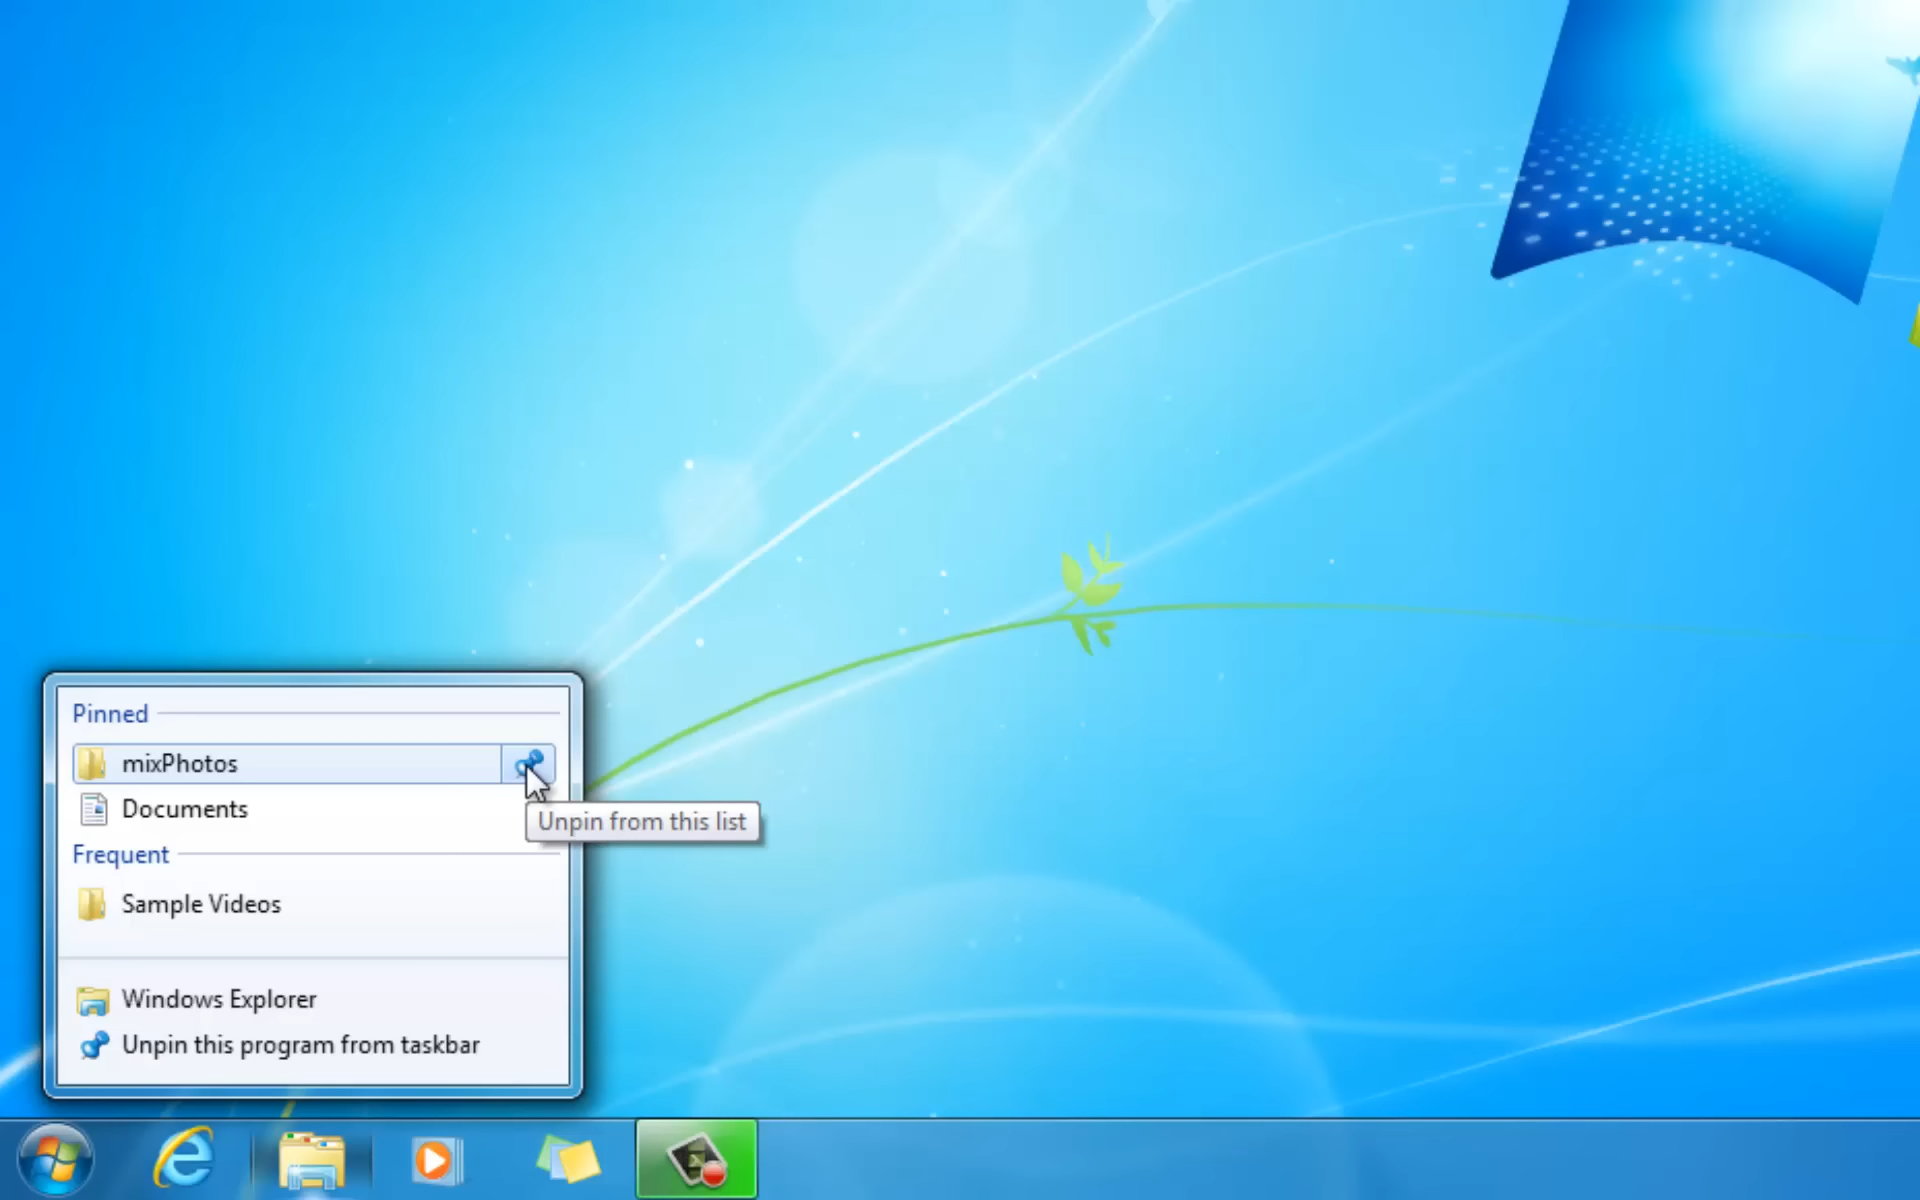 Pinned
mixPhotos
Documents
Unpin from this list
Frequent
Sample Videos
Windows Explorer
Unpin this program from taskbar